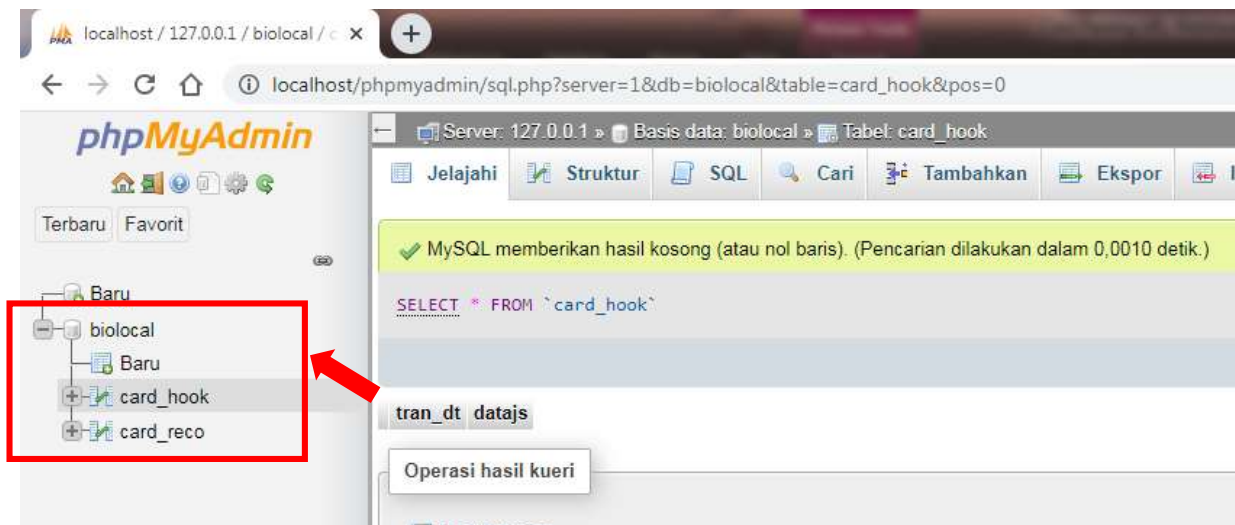 localhost / 127.0.0.1 / biolocal / c
localhost/phpmyadmin/sql.php?server=1&db=biolocal&table=card_hook&pos=0
phpMyAdmin
Terbaru Favorit
Baru
biolocal
Baru
card_hook
card_reco
Server: 127.0.0.1 » Basis data: biolocal » Tabel: card_hook
Jelajahi Struktur SQL Cari Tambahkan Ekspor
MySQL memberikan hasil kosong (atau nol baris). (Pencarian dilakukan dalam 0,0010 detik.)
SELECT * FROM `card_hook`
tran_dt datajs
Operasi hasil kueri